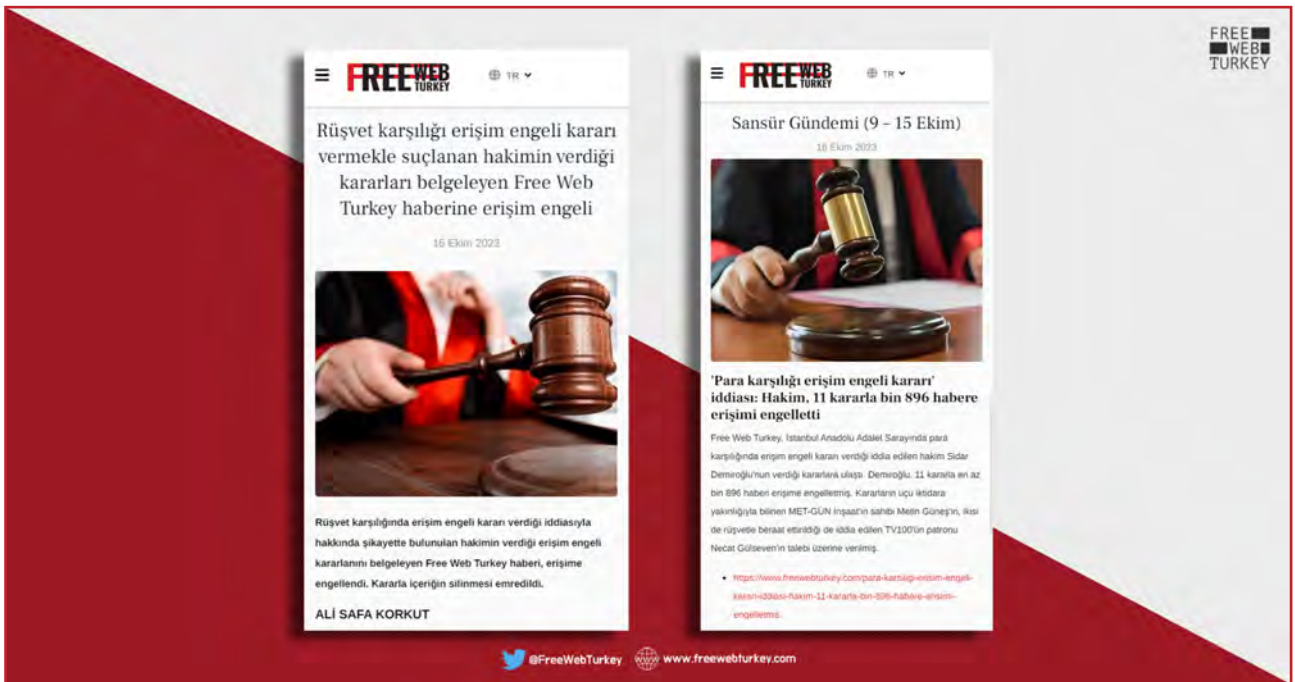 FREE
WEB
TURKEY
FREE WEB
TURKEY
TR
Rüşvet karşılığı erişim engeli kararı
vermekle suçlanan hakimin verdiği
kararları belgeleyen Free Web
Turkey haberine erişim engeli
16 Ekim 2023
Rüşvet karşılığında erişim engeli kararı verdiği iddiasıyla
hakkında şikayette bulunulan hakimin verdiği erişim engeli
kararlarını belgeleyen Free Web Turkey haberi, erişime
engellendi. Kararla içeriğin silinmesi emredildi.
ALİ SAFA KORKUT
FREE WEB
TURKEY
TR
Sansür Gündemi (9 – 15 Ekim)
16 Ekim 2023
'Para karşılığı erişim engeli kararı'
iddiası: Hakim, 11 kararla bin 896 habere
erişimi engelletti
Free Web Turkey, İstanbul Anadolu Adalel Sarayında para
karşılığında erişim engeli kararı verdiği iddia edilen hakim Sidar
Demiroğlu'nun verdiği kararlara ulaştı. Demiroğlu, 11 kararla en az
bin 896 haberi erişime engelletmiş. Kararların uçu iktidara
yakınlığıyla bilinen MET-GÜN İnşaat'ın sahibi Metin Güneş'in, ikisi
de rüşvetle beraat ettirildiği de iddia edilen TV100'ün patronu
Necat Gülseven'in talebi üzerine verilmiş.
https://www.freewebturkey.com/para-karsiligi-erisim-engeli-
karari-iddiasi-hakim-11-kararla-bin-896-habere-erisimi-
engelletmis
@FreeWebTurkey
www.freewebturkey.com